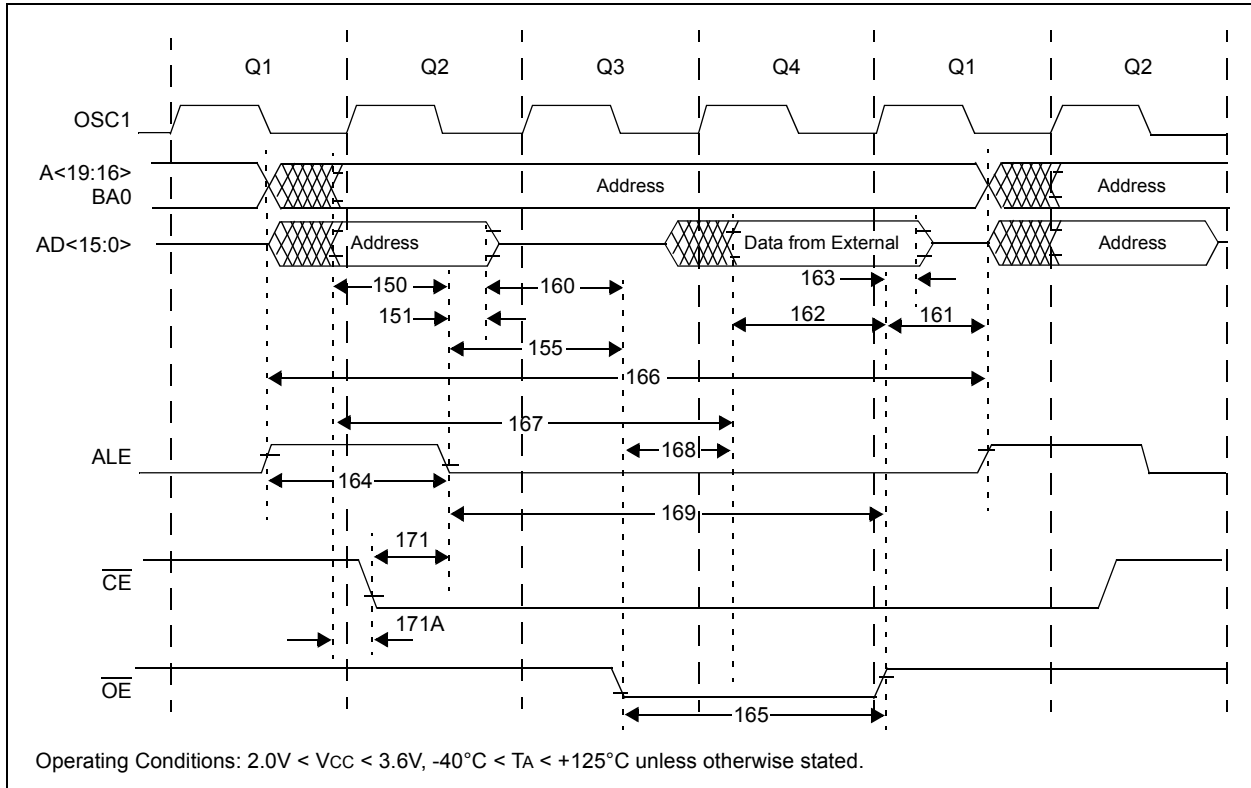 Q1 Q2 Q3 Q4 Q1 Q2
OSC1
A<19:16>
BA0
Address Address
AD<15:0>
Address Data from External Address
150 160 163
151 162 161
155
166
167
168
ALE
164
169
171
CE
171A
OE
165
Operating Conditions: 2.0V < VCC < 3.6V, -40°C < TA < +125°C unless otherwise stated.